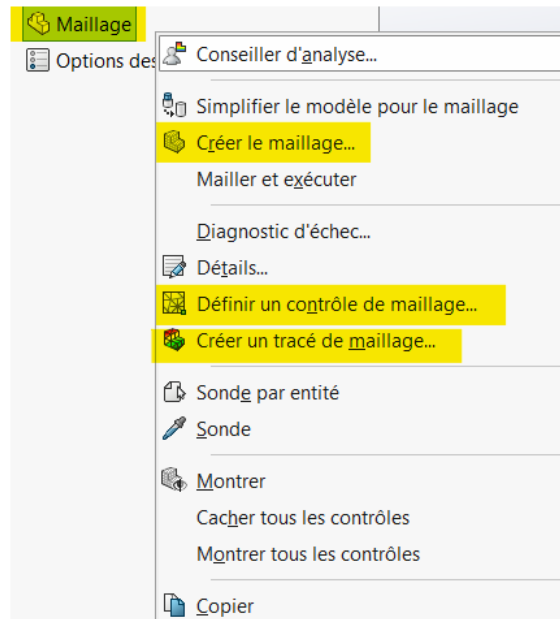 Maillage
Options des
Conseiller d'analyse...
Simplifier le modèle pour le maillage
Créer le maillage...
Mailler et exécuter
Diagnostic d'échec...
Détails...
Définir un contrôle de maillage...
Créer un tracé de maillage...
Sonde par entité
Sonde
Montrer
Cacher tous les contrôles
Montrer tous les contrôles
Copier